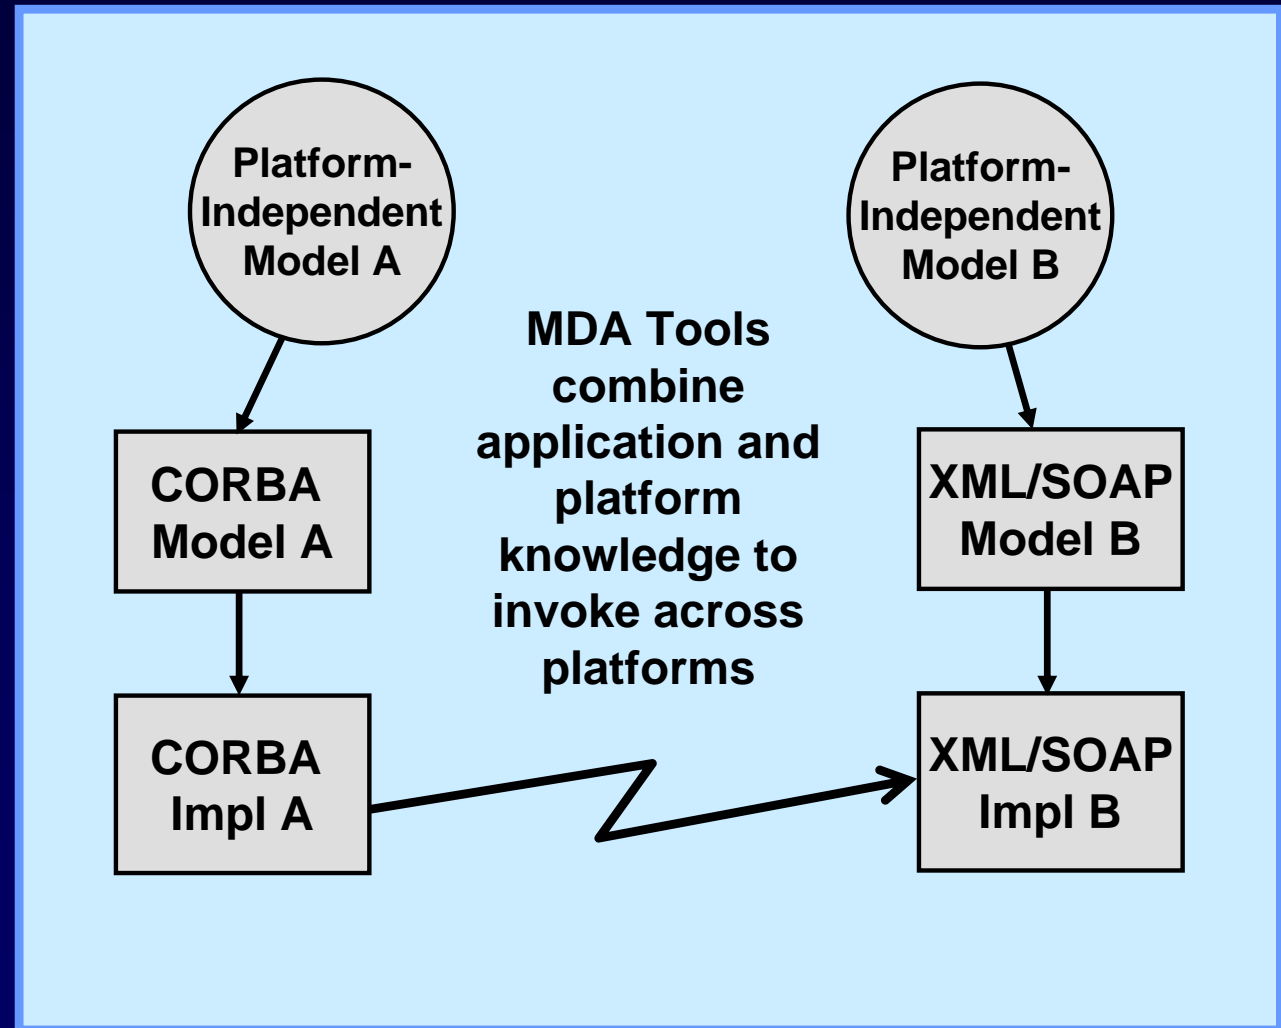 Platform-
Independent
Model A
Platform-
Independent
Model B
MDA Tools
combine
application and
platform
knowledge to
invoke across
platforms
CORBA
Model A
XML/SOAP
Model B
CORBA
Impl A
XML/SOAP
Impl B